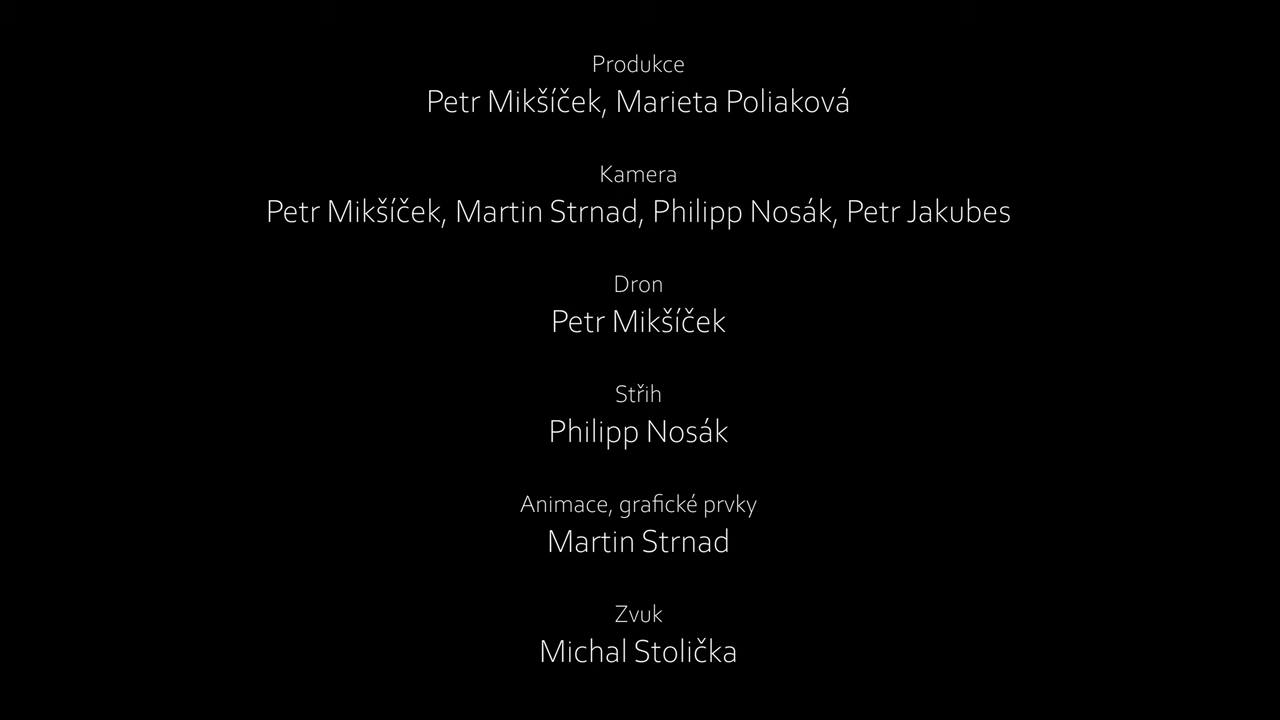 Produkce
Petr Mikšíček, Marieta Poliaková
Kamera
Petr Mikšíček, Martin Strnad, Philipp Nosák, Petr Jakubes
Dron
Petr Mikšíček
Střih
Philipp Nosák
Animace, grafické prvky
Martin Strnad
Zvuk
Michal Stolička